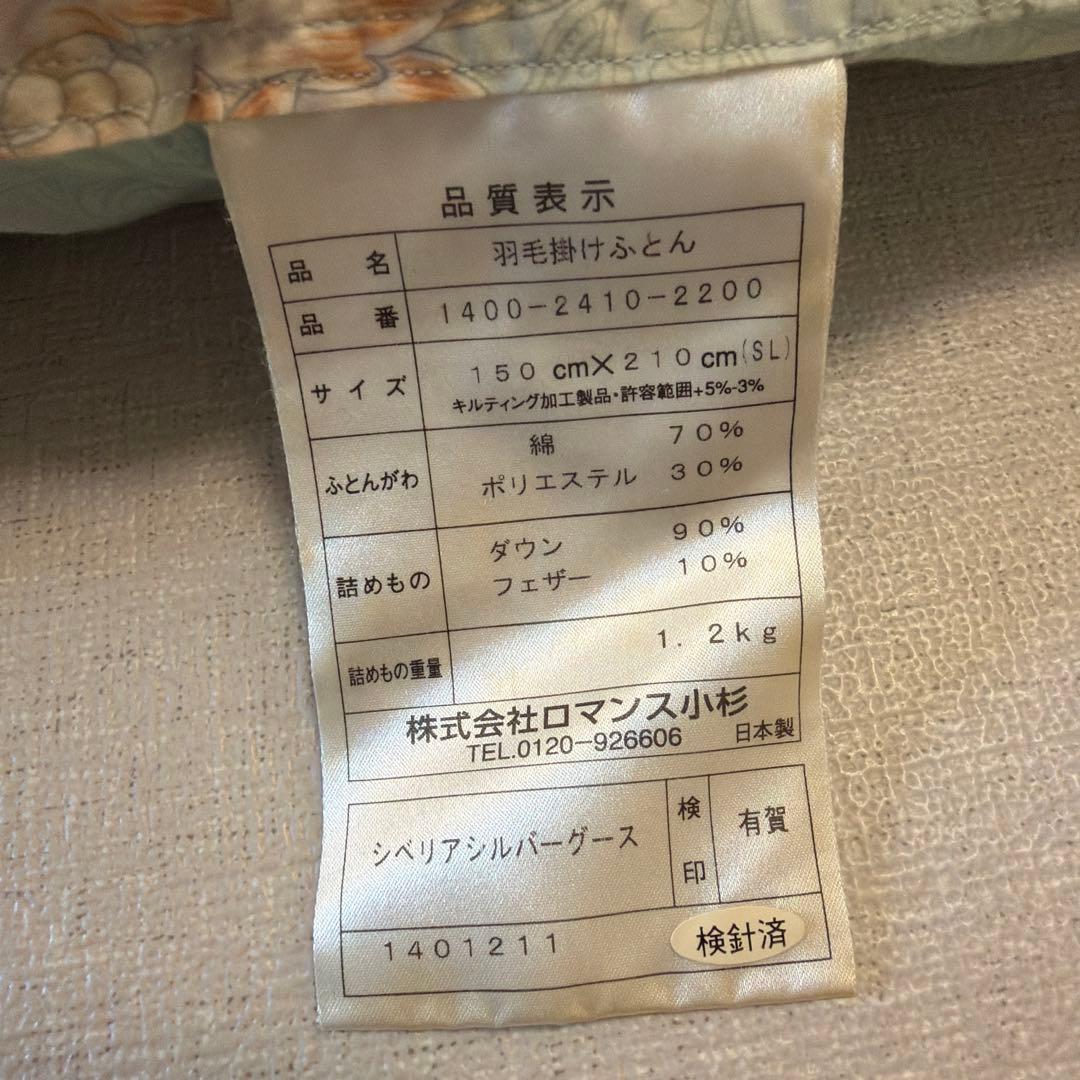 品質表示
品名 羽毛掛けふとん
品番 1400-2410-2200
サイズ 150cm×210cm(SL)
キルティング加工製品・許容範囲+5%-3%
ふとんがわ 綿 70%
ポリエステル 30%
詰めもの ダウン 90%
フェザー 10%
詰めもの重量 1.2kg
株式会社ロマンス小杉
TEL.0120-926606 日本製
シベリアシルバーグース 検印 有賀
1401211 検針済